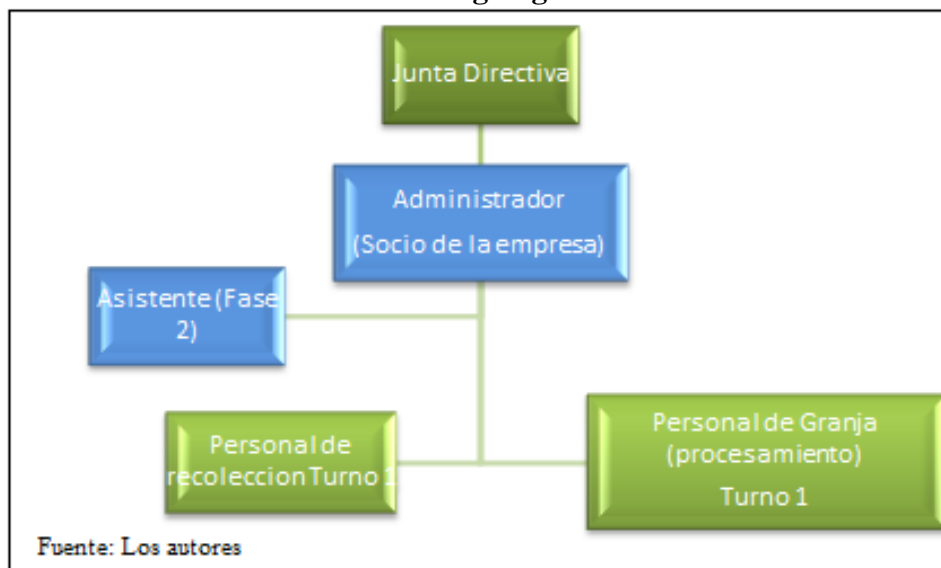 Junta Directiva
Administrador
(Socio de la empresa)
Asistente (Fase
2)
Personal de
recoleccion Turno 1
Personal de Granja
(procesamiento)
Turno 1
Fuente: Los autores